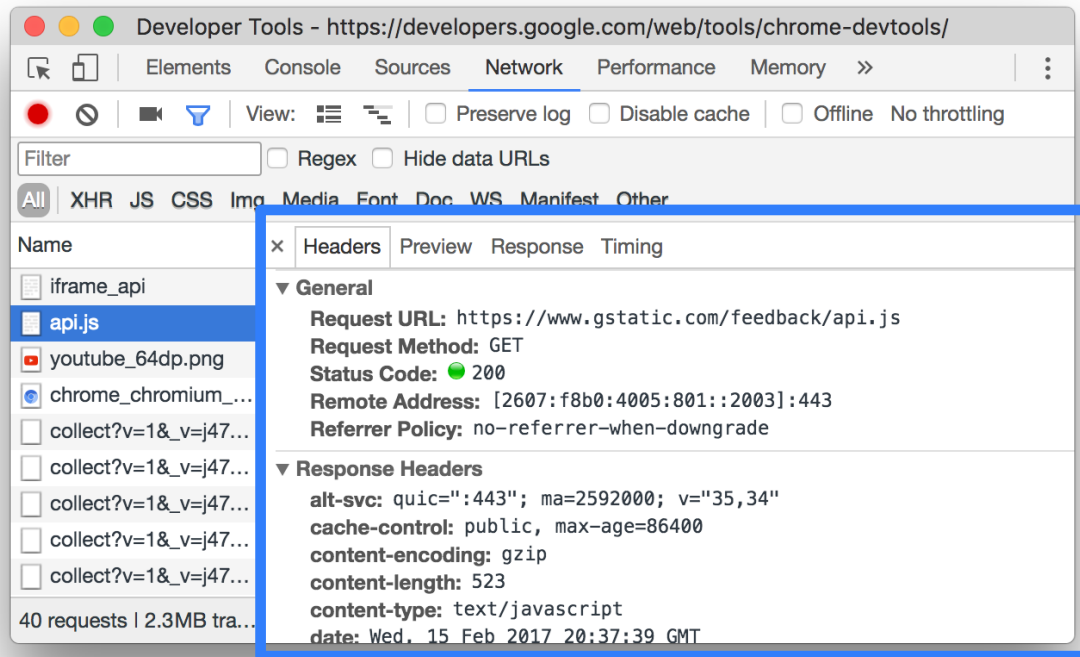 Developer Tools - https://developers.google.com/web/tools/chrome-devtools/
Elements Console Sources Network Performance Memory »
View: Preserve log Disable cache Offline No throttling
Filter Regex Hide data URLs
All XHR JS CSS Img Media Font Doc WS Manifest Other
Name
iframe_api
api.js
youtube_64dp.png
chrome_chromium_...
collect?v=1&_v=j47...
collect?v=1&_v=j47...
collect?v=1&_v=j47...
collect?v=1&_v=j47...
collect?v=1&_v=j47...
40 requests | 2.3MB tra...
× Headers Preview Response Timing
▼ General
Request URL: https://www.gstatic.com/feedback/api.js
Request Method: GET
Status Code: 200
Remote Address: [2607:f8b0:4005:801::2003]:443
Referrer Policy: no-referrer-when-downgrade
▼ Response Headers
alt-svc: quic=":443"; ma=2592000; v="35,34"
cache-control: public, max-age=86400
content-encoding: gzip
content-length: 523
content-type: text/javascript
date: Wed, 15 Feb 2017 20:37:39 GMT